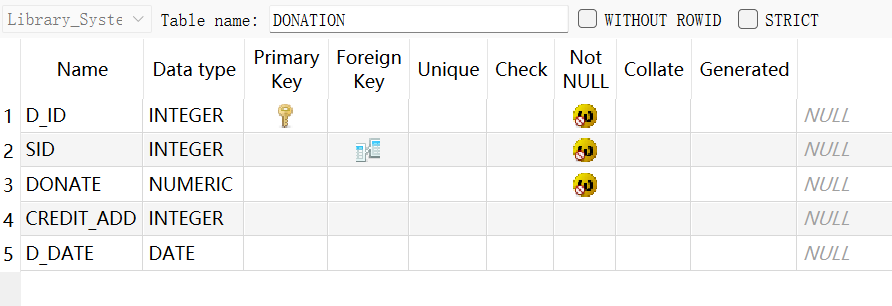 Library_Syste Table name: DONATION WITHOUT ROWID STRICT
Name Data type Primary Key Foreign Key Unique Check Not NULL Collate Generated
1 D_ID INTEGER NULL
2 SID INTEGER NULL
3 DONATE NUMERIC NULL
4 CREDIT_ADD INTEGER NULL
5 D_DATE DATE NULL